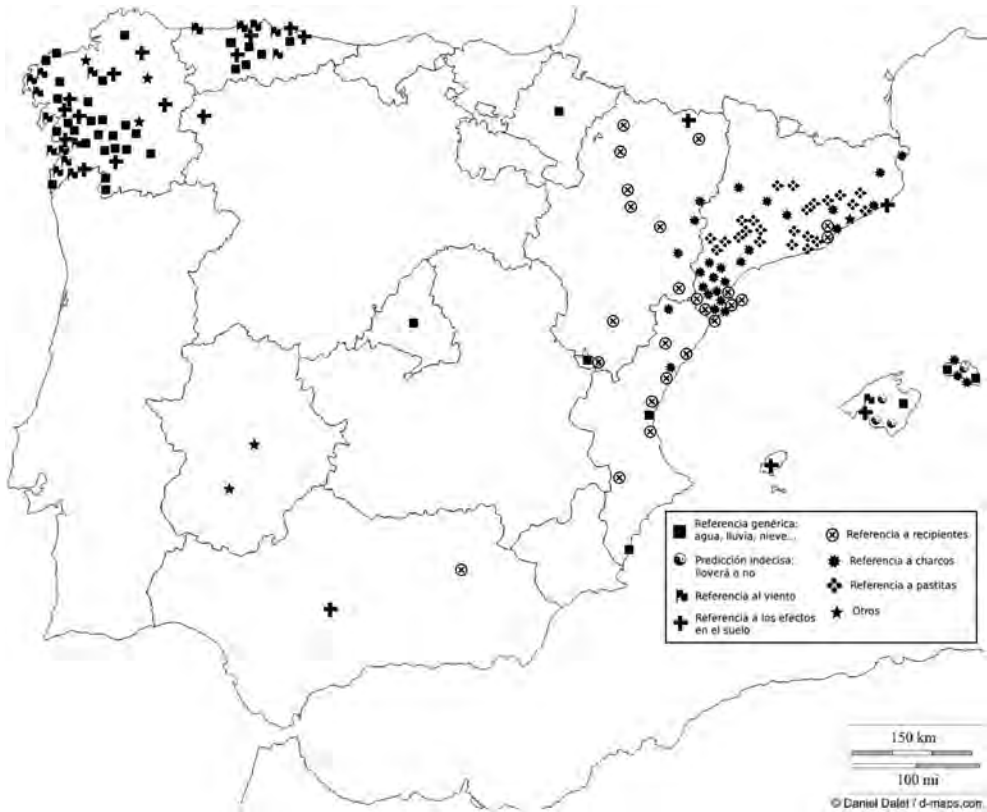 Referencia genérica:
agua, lluvia, nieve...
Predicción indecisa:
lloverá o no
Referencia al viento
Referencia a los efectos
en el suelo
Referencia a recipientes
Referencia a charcos
Referencia a pastitas
Otros
150 km
100 mi
© Daniel Dalet / d-maps.com